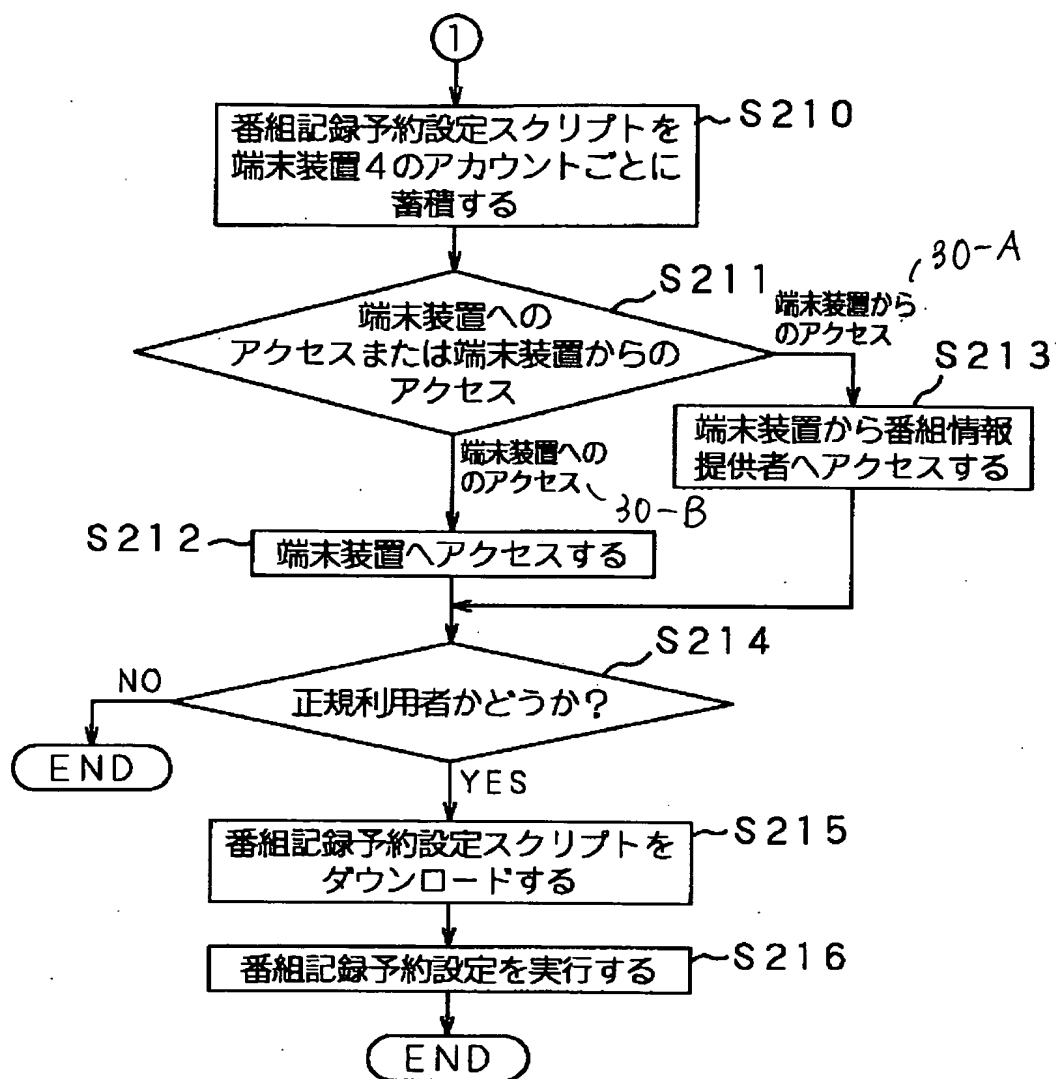 1
番組記録予約設定スクリプトを
端末装置4のアカウントごとに
蓄積する
S210
端末装置への
アクセスまたは端末装置からの
アクセス
S211
端末装置から
のアクセス
30-A
S213
端末装置から番組情報
提供者へアクセスする
端末装置への
のアクセス
30-B
S212
端末装置へアクセスする
S214
正規利用者かどうか?
NO
END
YES
番組記録予約設定スクリプトを
ダウンロードする
S215
番組記録予約設定を実行する
S216
END